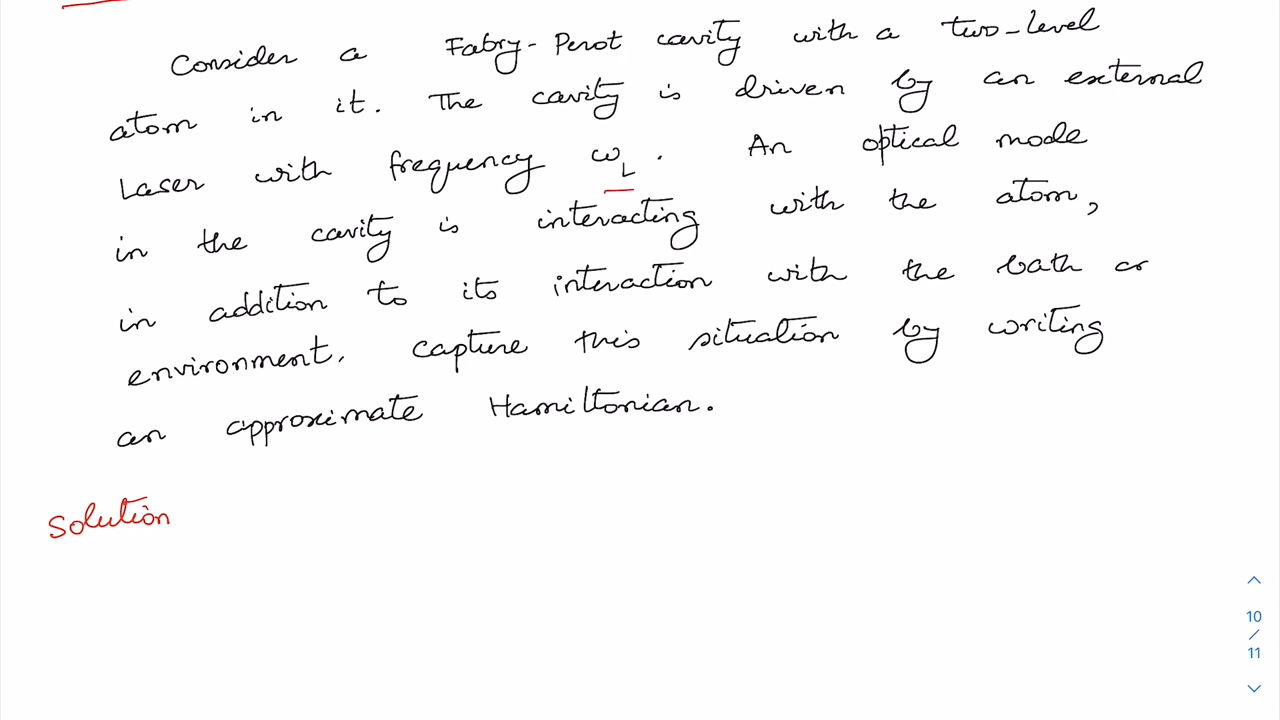 Consider a Fabry-Perot cavity with a two-level
atom in it. The cavity is driven by an external
Laser with frequency ω_L. An optical mode
in the cavity is interacting with the atom,
in addition to its interaction with the bath or
environment. Capture this situation by writing
an approximate Hamiltonian.
Solution
10
/
11